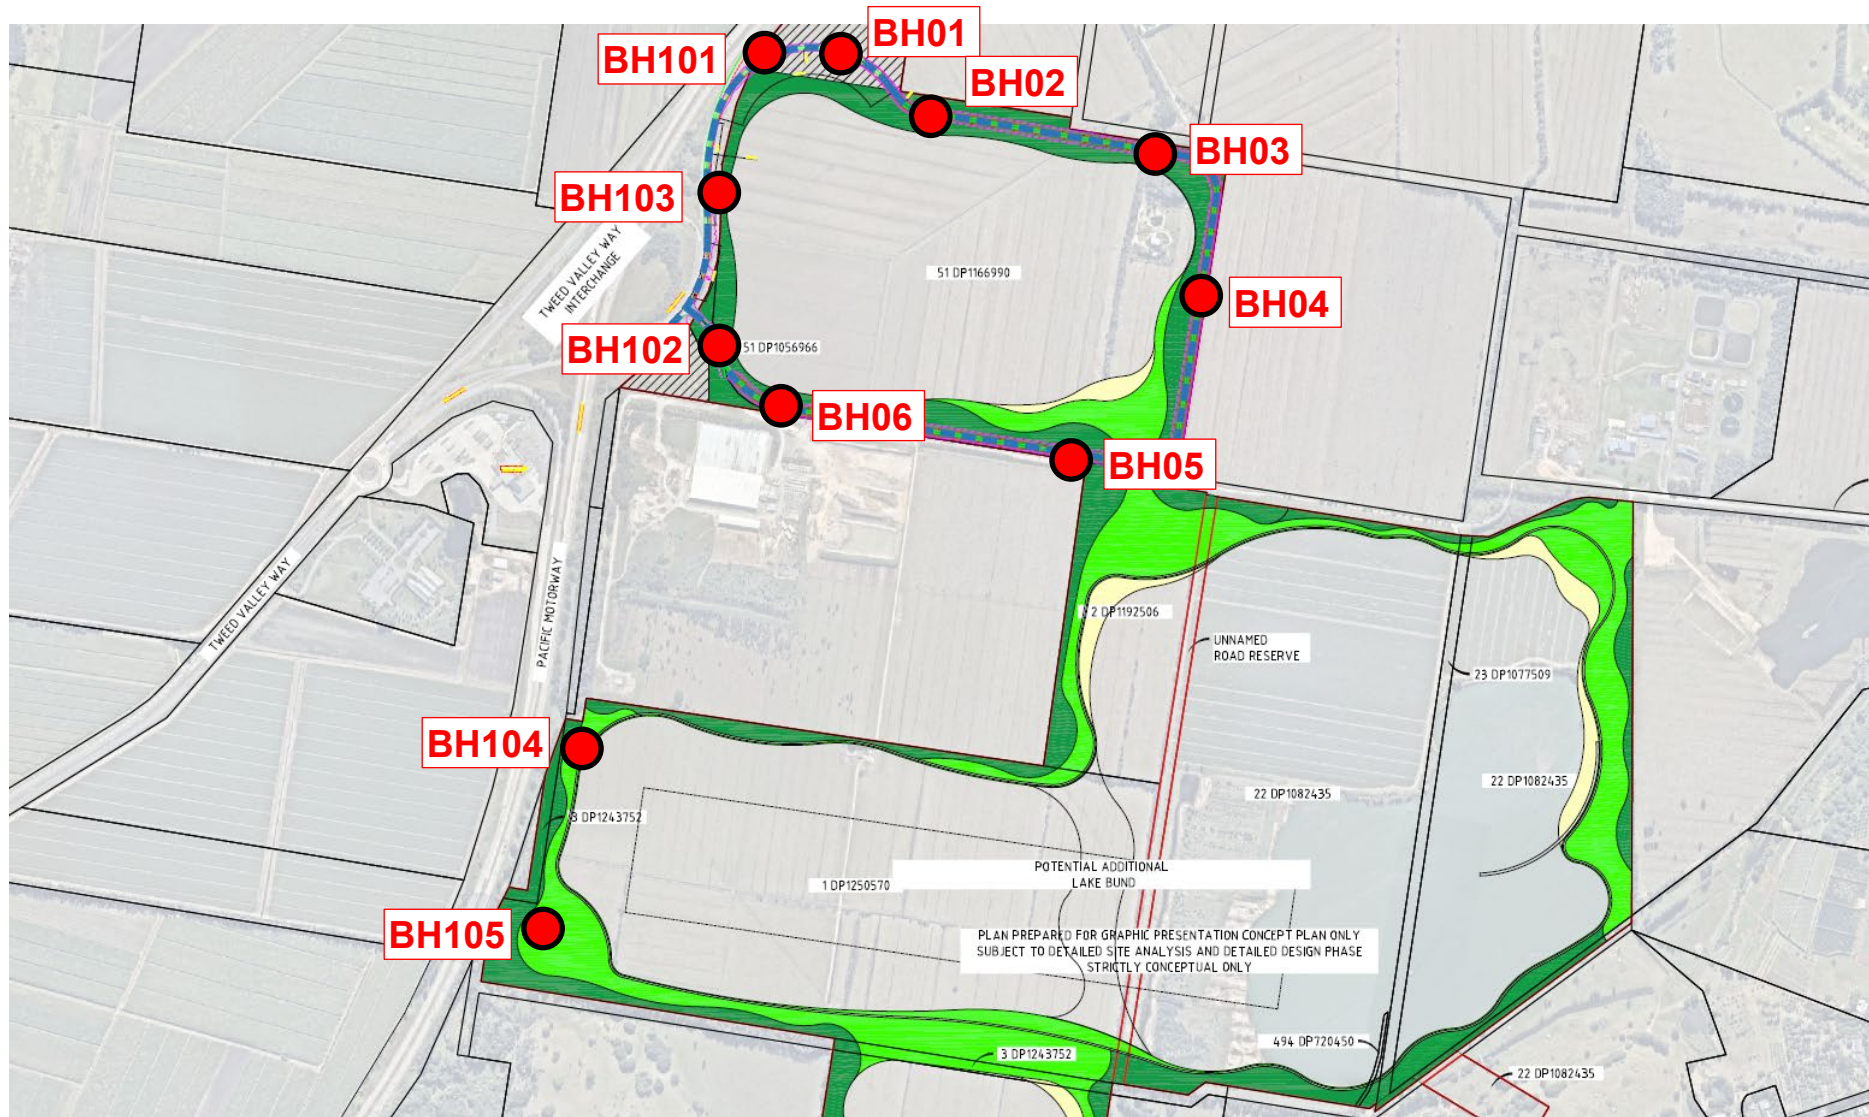 BH01
BH101
BH02
BH03
BH103
TWEED VALLEY WAY
INTERCHANGE
51 DP1166990
BH04
BH102
51 DP1056966
BH06
BH05
TWEED VALLEY WAY
PACIFIC MOTORWAY
2 DP1192506
UNNAMED
ROAD RESERVE
23 DP1077509
BH104
22 DP1082435
22 DP1082435
3 DP1243752
POTENTIAL ADDITIONAL
LAKE BUND
1 DP1250570
BH105
PLAN PREPARED FOR GRAPHIC PRESENTATION CONCEPT PLAN ONLY
SUBJECT TO DETAILED SITE ANALYSIS AND DETAILED DESIGN PHASE
STRICTLY CONCEPTUAL ONLY
494 DP720450
3 DP1243752
22 DP1082435